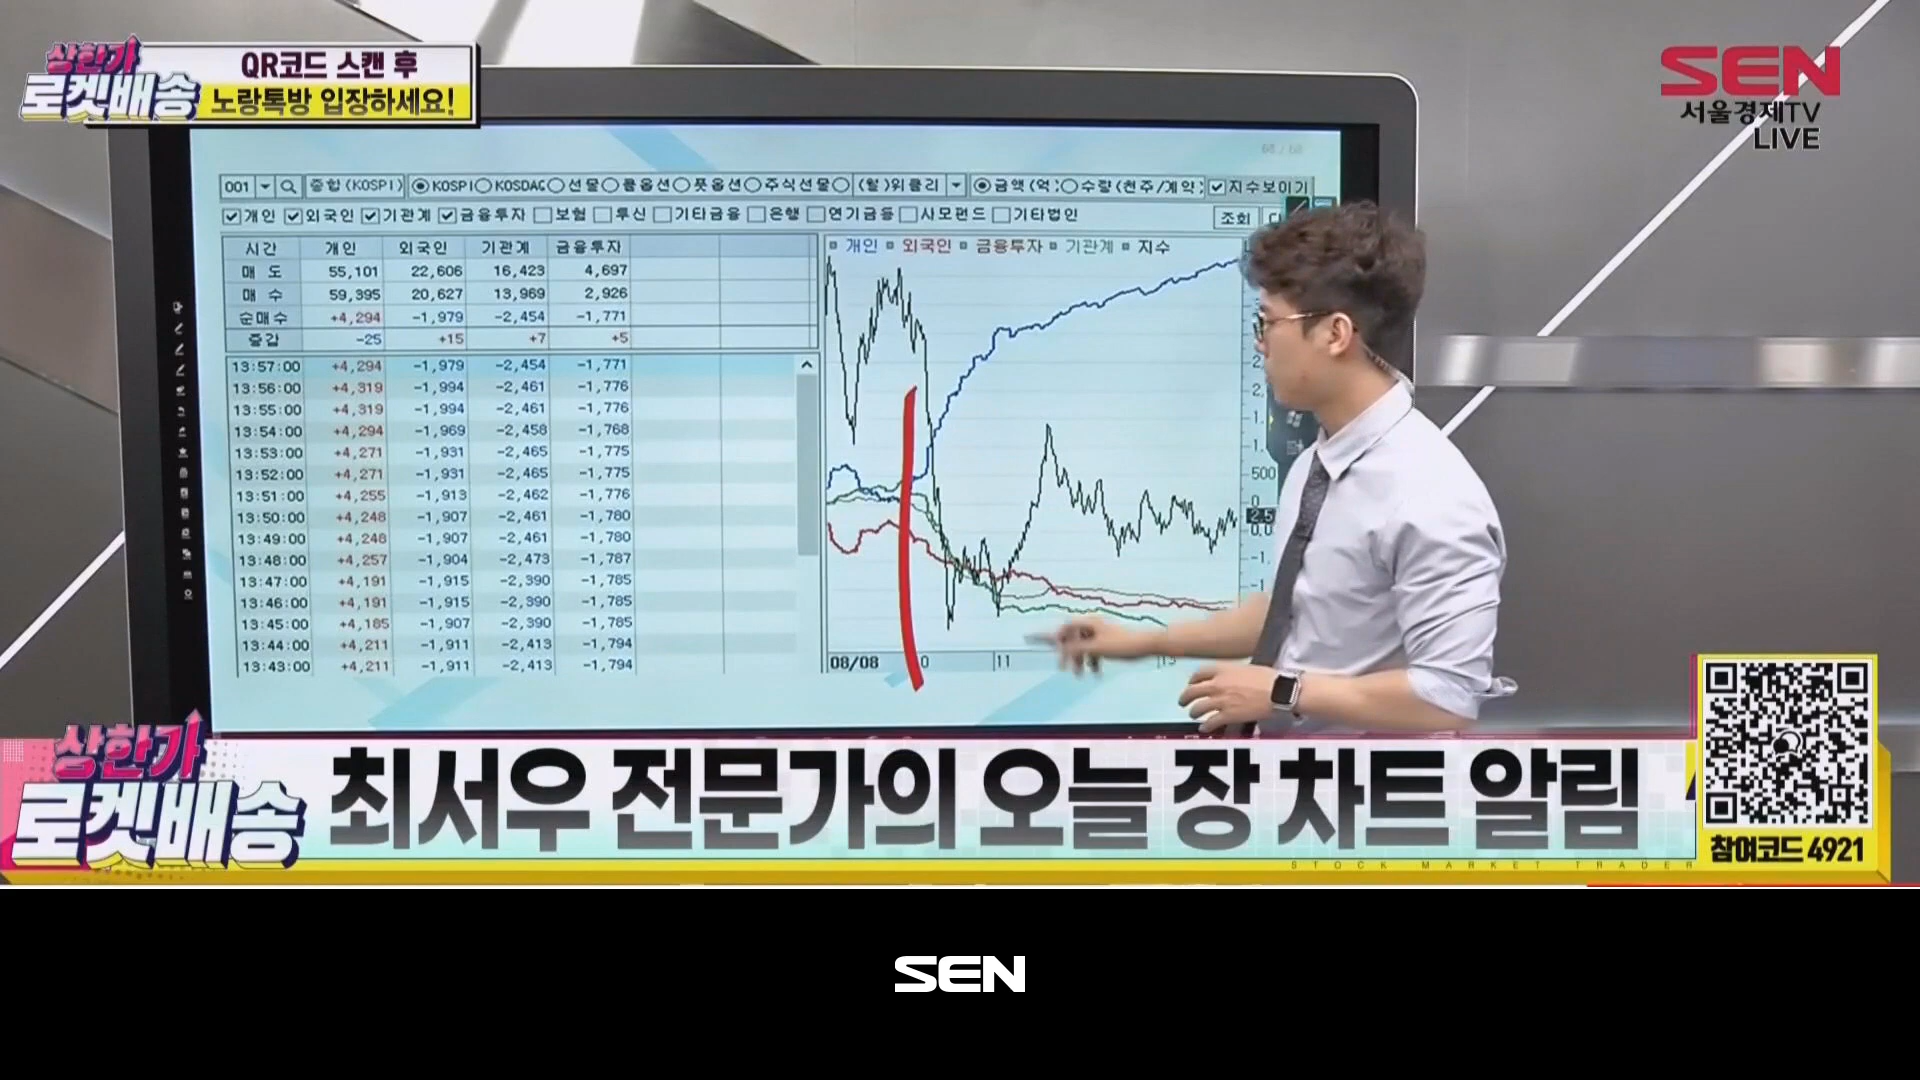 상한가
로켓배송
QR코드 스캔 후
노랑톡방 입장하세요!
SEN
서울경제TV
LIVE
68 / 86
001 종합(KOSPI) KOSPI KOSDAQ 선물 콜옵션 풋옵션 주식선물 (월)위클리 금액(억) 수량(천주/계약) 지수보이기
개인 외국인 기관계 금융투자 보험 투신 기타금융 은행 연기금등 사모펀드 기타법인 조회
시간 개인 외국인 기관계 금융투자
매 도 55,101 22,606 16,423 4,697
매 수 59,395 20,627 13,969 2,926
순매수 +4,294 -1,979 -2,454 -1,771
증감 -25 +15 +7 +5
13:57:00 +4,294 -1,979 -2,454 -1,771
13:56:00 +4,319 -1,994 -2,461 -1,776
13:55:00 +4,319 -1,994 -2,461 -1,776
13:54:00 +4,294 -1,969 -2,458 -1,768
13:53:00 +4,271 -1,931 -2,465 -1,775
13:52:00 +4,271 -1,931 -2,465 -1,775
13:51:00 +4,255 -1,913 -2,462 -1,776
13:50:00 +4,248 -1,907 -2,461 -1,780
13:49:00 +4,248 -1,907 -2,461 -1,780
13:48:00 +4,257 -1,904 -2,473 -1,787
13:47:00 +4,191 -1,915 -2,390 -1,785
13:46:00 +4,191 -1,915 -2,390 -1,785
13:45:00 +4,185 -1,907 -2,390 -1,785
13:44:00 +4,211 -1,911 -2,413 -1,794
13:43:00 +4,211 -1,911 -2,413 -1,794
개인 외국인 금융투자 기관계 지수
500
0
2.5
0.0
08/08 11 13
상한가
로켓배송
최서우 전문가의 오늘 장 차트 알림
STOCK MARKET TRADER
참여코드 4921
SEN